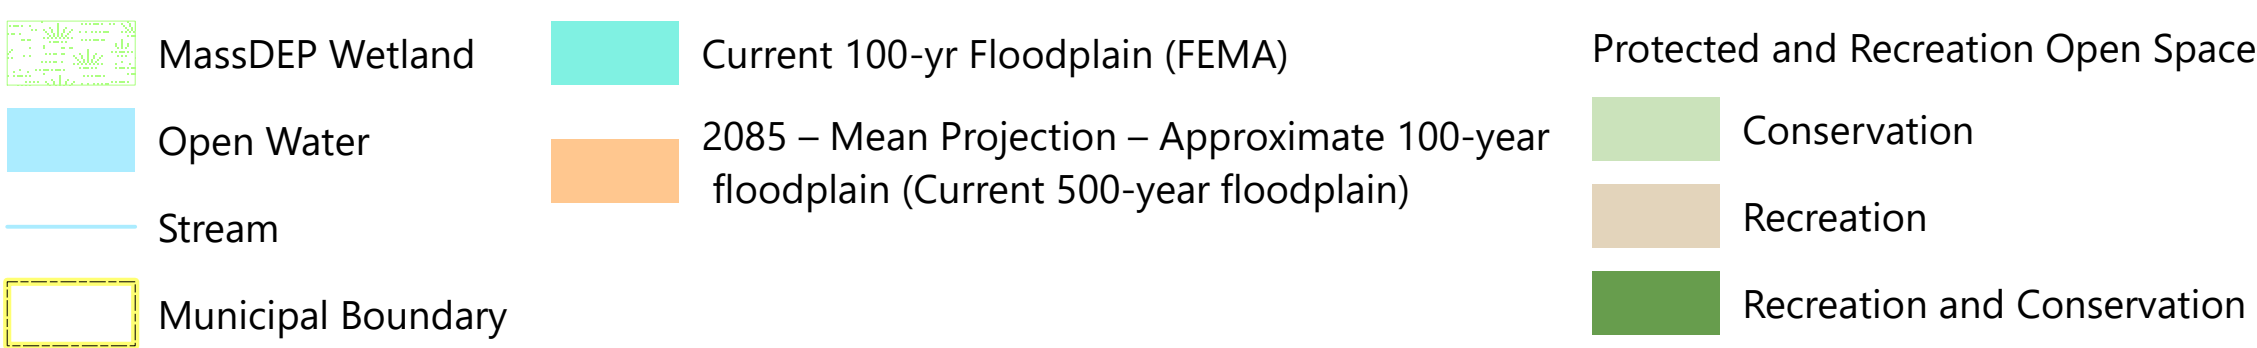 MassDEP Wetland
Open Water
Stream
Municipal Boundary
Current 100-yr Floodplain (FEMA)
2085 – Mean Projection – Approximate 100-year
floodplain (Current 500-year floodplain)
Protected and Recreation Open Space
Conservation
Recreation
Recreation and Conservation